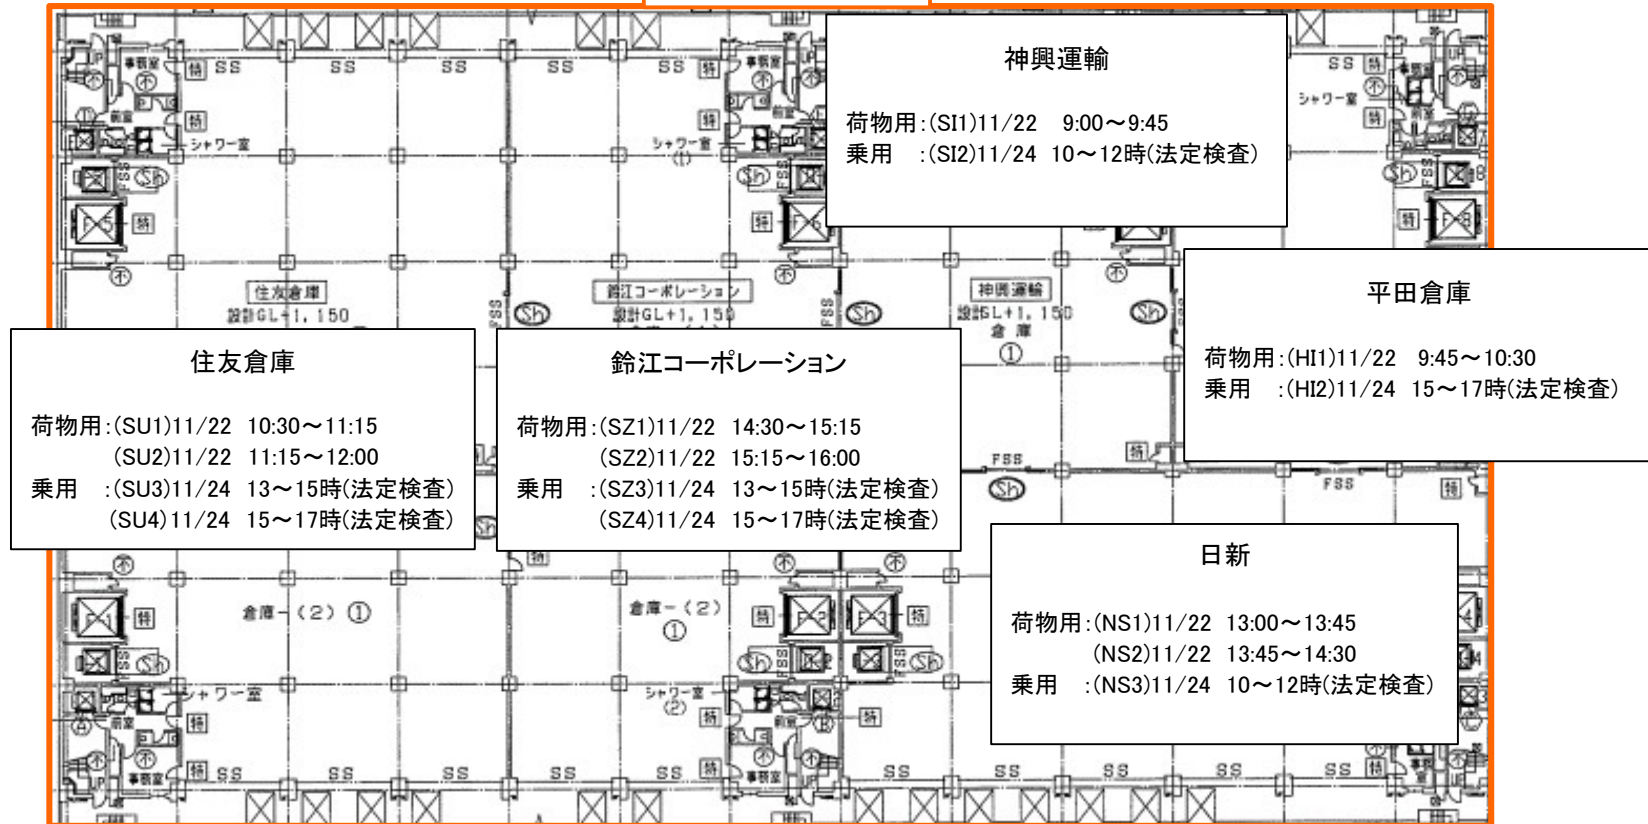 神興運輸
荷物用:(SI1)11/22 9:00～9:45
乗用 :(SI2)11/24 10～12時(法定検査)
平田倉庫
荷物用:(HI1)11/22 9:45～10:30
乗用 :(HI2)11/24 15～17時(法定検査)
住友倉庫
荷物用:(SU1)11/22 10:30～11:15
(SU2)11/22 11:15～12:00
乗用 :(SU3)11/24 13～15時(法定検査)
(SU4)11/24 15～17時(法定検査)
鈴江コーポレーション
荷物用:(SZ1)11/22 14:30～15:15
(SZ2)11/22 15:15～16:00
乗用 :(SZ3)11/24 13～15時(法定検査)
(SZ4)11/24 15～17時(法定検査)
日新
荷物用:(NS1)11/22 13:00～13:45
(NS2)11/22 13:45～14:30
乗用 :(NS3)11/24 10～12時(法定検査)
事務室
特
不
SS SS SS SS SS
前室
シャワー室
シャワー室
(1)
シャワー室
FSS
Sh
住友倉庫
設計GL+1,150
鈴江コーポレーション
設計GL+1,150
神興運輸
設計GL+1,150
倉庫
①
倉庫-(2) ①
倉庫-(2)
①
シャワー室
シャワー室
(2)
SS SS SS SS SS SS SS SS SS SS